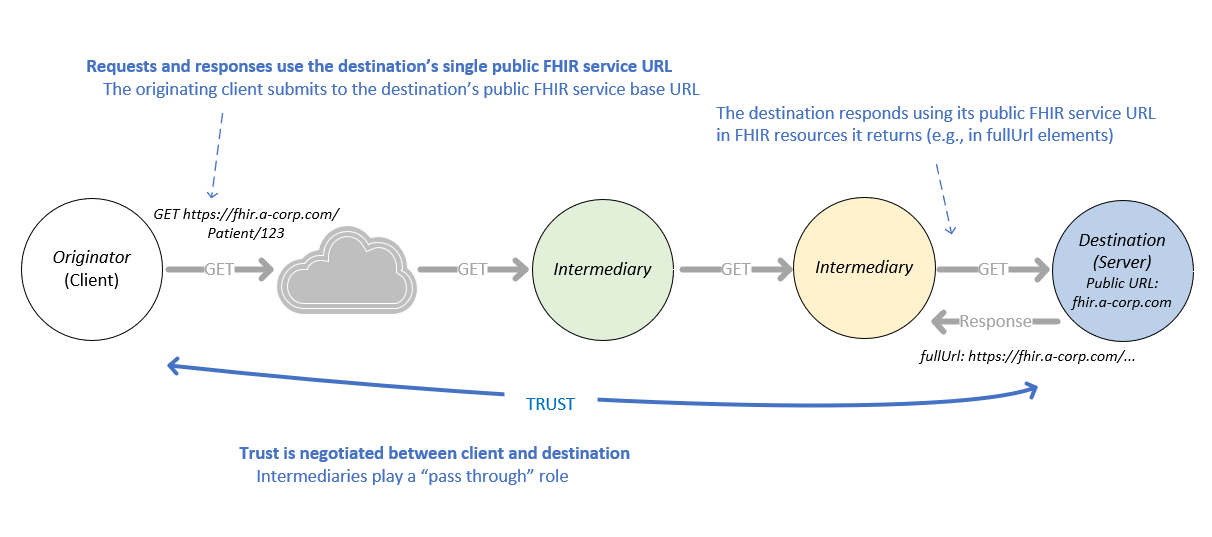 Requests and responses use the destination’s single public FHIR service URL
The originating client submits to the destination’s public FHIR service base URL
The destination responds using its public FHIR service URL
in FHIR resources it returns (e.g., in fullUrl elements)
GET https://fhir.a-corp.com/
Patient/123
Originator
(Client)
GET
GET
Intermediary
GET
Intermediary
GET
Destination
(Server)
Public URL:
fhir.a-corp.com
Response
fullUrl: https://fhir.a-corp.com/...
TRUST
Trust is negotiated between client and destination
Intermediaries play a “pass through” role